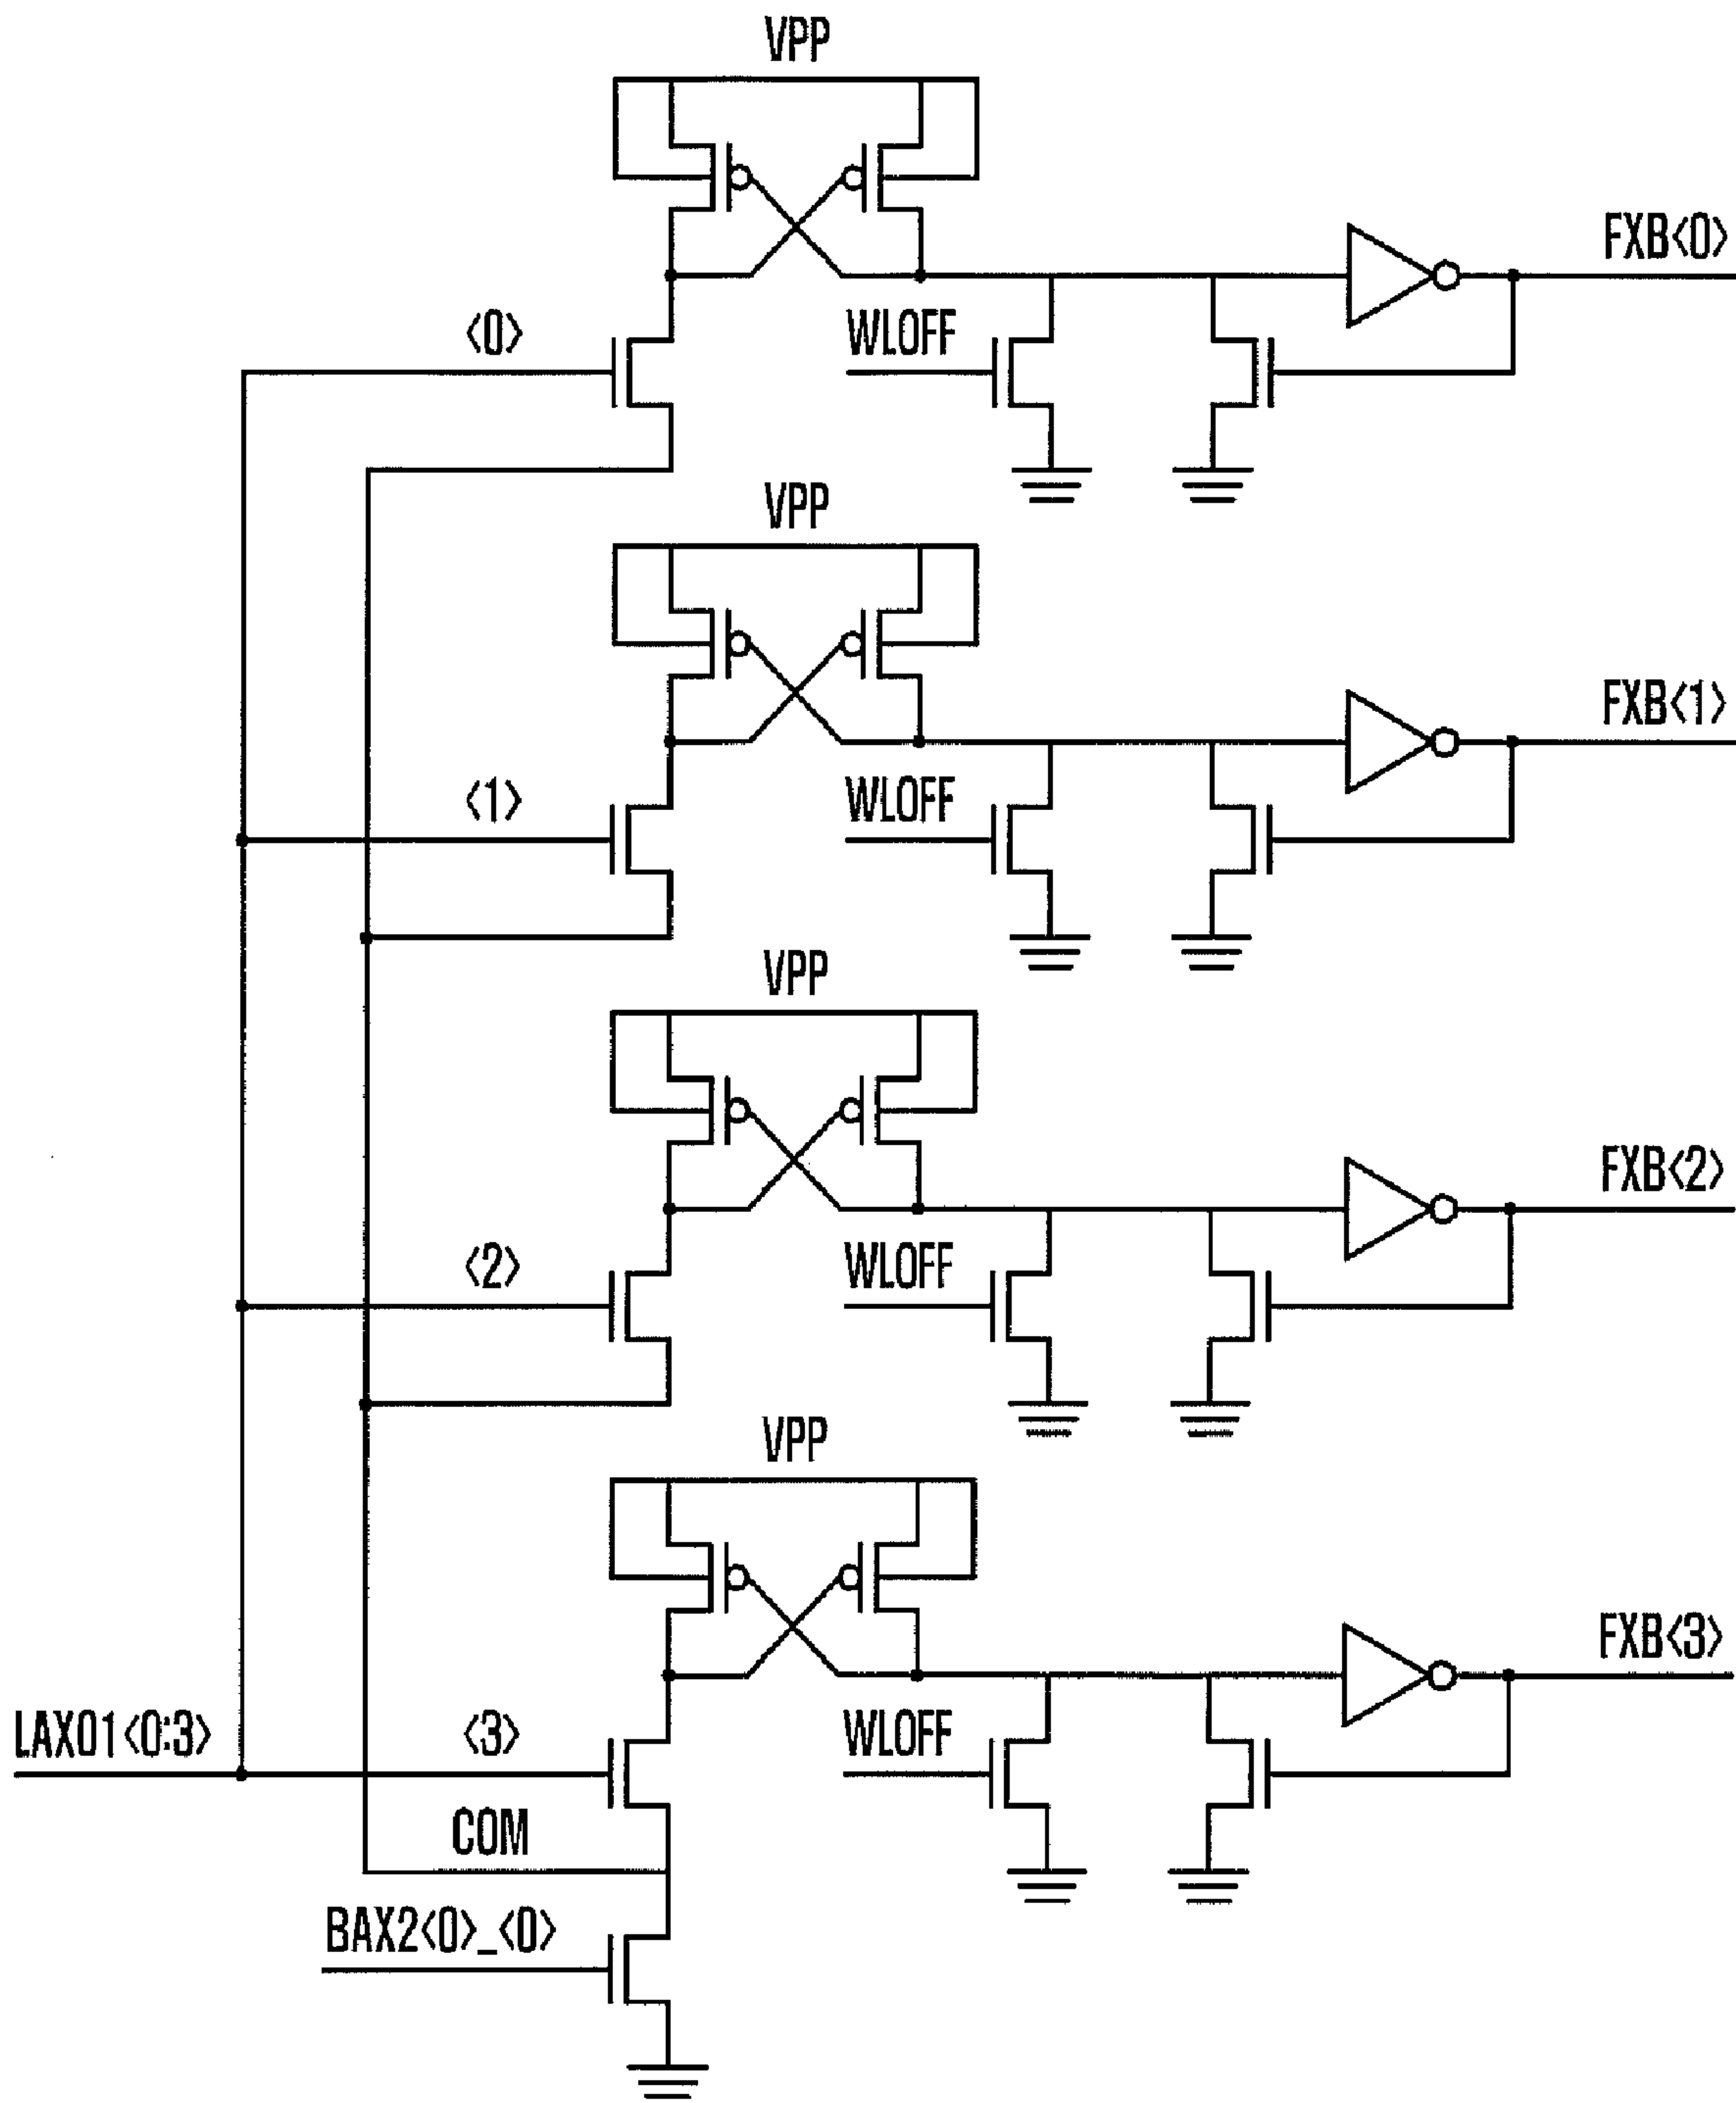 VPP
FXB<0>
<0>
WLOFF
VPP
FXB<1>
<1>
WLOFF
VPP
FXB<2>
<2>
WLOFF
VPP
FXB<3>
LAX01<0:3>
<3>
WLOFF
COM
BAX2<0>_<0>